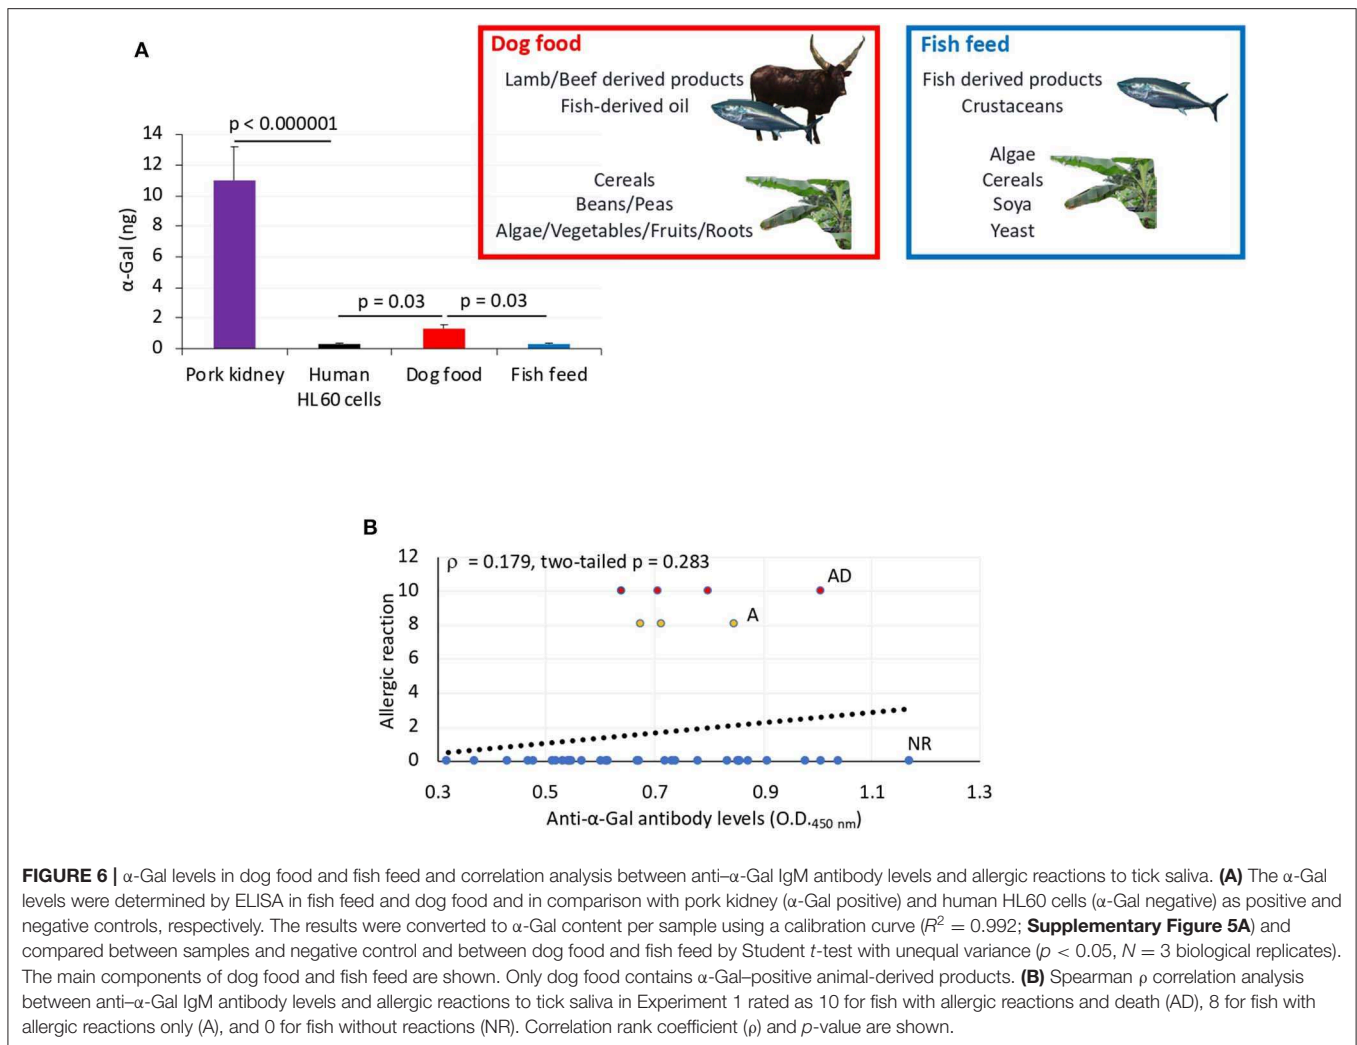 A
Dog food
Lamb/Beef derived products
Fish-derived oil
Cereals
Beans/Peas
Algae/Vegetables/Fruits/Roots
Fish feed
Fish derived products
Crustaceans
Algae
Cereals
Soya
Yeast
p < 0.000001
14
12
10
8
6
4
2
0
α-Gal (ng)
p = 0.03
p = 0.03
Pork kidney
Human
HL60 cells
Dog food
Fish feed
B
ρ = 0.179, two-tailed p = 0.283
12
10
8
6
4
2
0
Allergic reaction
AD
A
NR
0.3
0.5
0.7
0.9
1.1
1.3
Anti-α-Gal antibody levels (O.D.450 nm)
FIGURE 6 | α-Gal levels in dog food and fish feed and correlation analysis between anti–α-Gal IgM antibody levels and allergic reactions to tick saliva. (A) The α-Gal
levels were determined by ELISA in fish feed and dog food and in comparison with pork kidney (α-Gal positive) and human HL60 cells (α-Gal negative) as positive and
negative controls, respectively. The results were converted to α-Gal content per sample using a calibration curve (R² = 0.992; Supplementary Figure 5A) and
compared between samples and negative control and between dog food and fish feed by Student t-test with unequal variance (p < 0.05, N = 3 biological replicates).
The main components of dog food and fish feed are shown. Only dog food contains α-Gal–positive animal-derived products. (B) Spearman ρ correlation analysis
between anti–α-Gal IgM antibody levels and allergic reactions to tick saliva in Experiment 1 rated as 10 for fish with allergic reactions and death (AD), 8 for fish with
allergic reactions only (A), and 0 for fish without reactions (NR). Correlation rank coefficient (ρ) and p-value are shown.